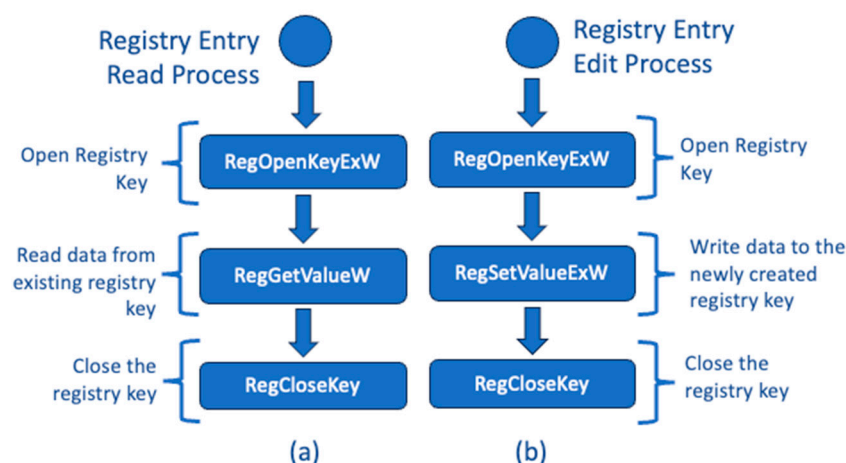 Registry Entry
Read Process
Open Registry
Key
RegOpenKeyExW
Read data from
existing registry
key
RegGetValueW
Close the
registry key
RegCloseKey
(a)
Registry Entry
Edit Process
RegOpenKeyExW
Open Registry
Key
RegSetValueExW
Write data to the
newly created
registry key
RegCloseKey
Close the
registry key
(b)